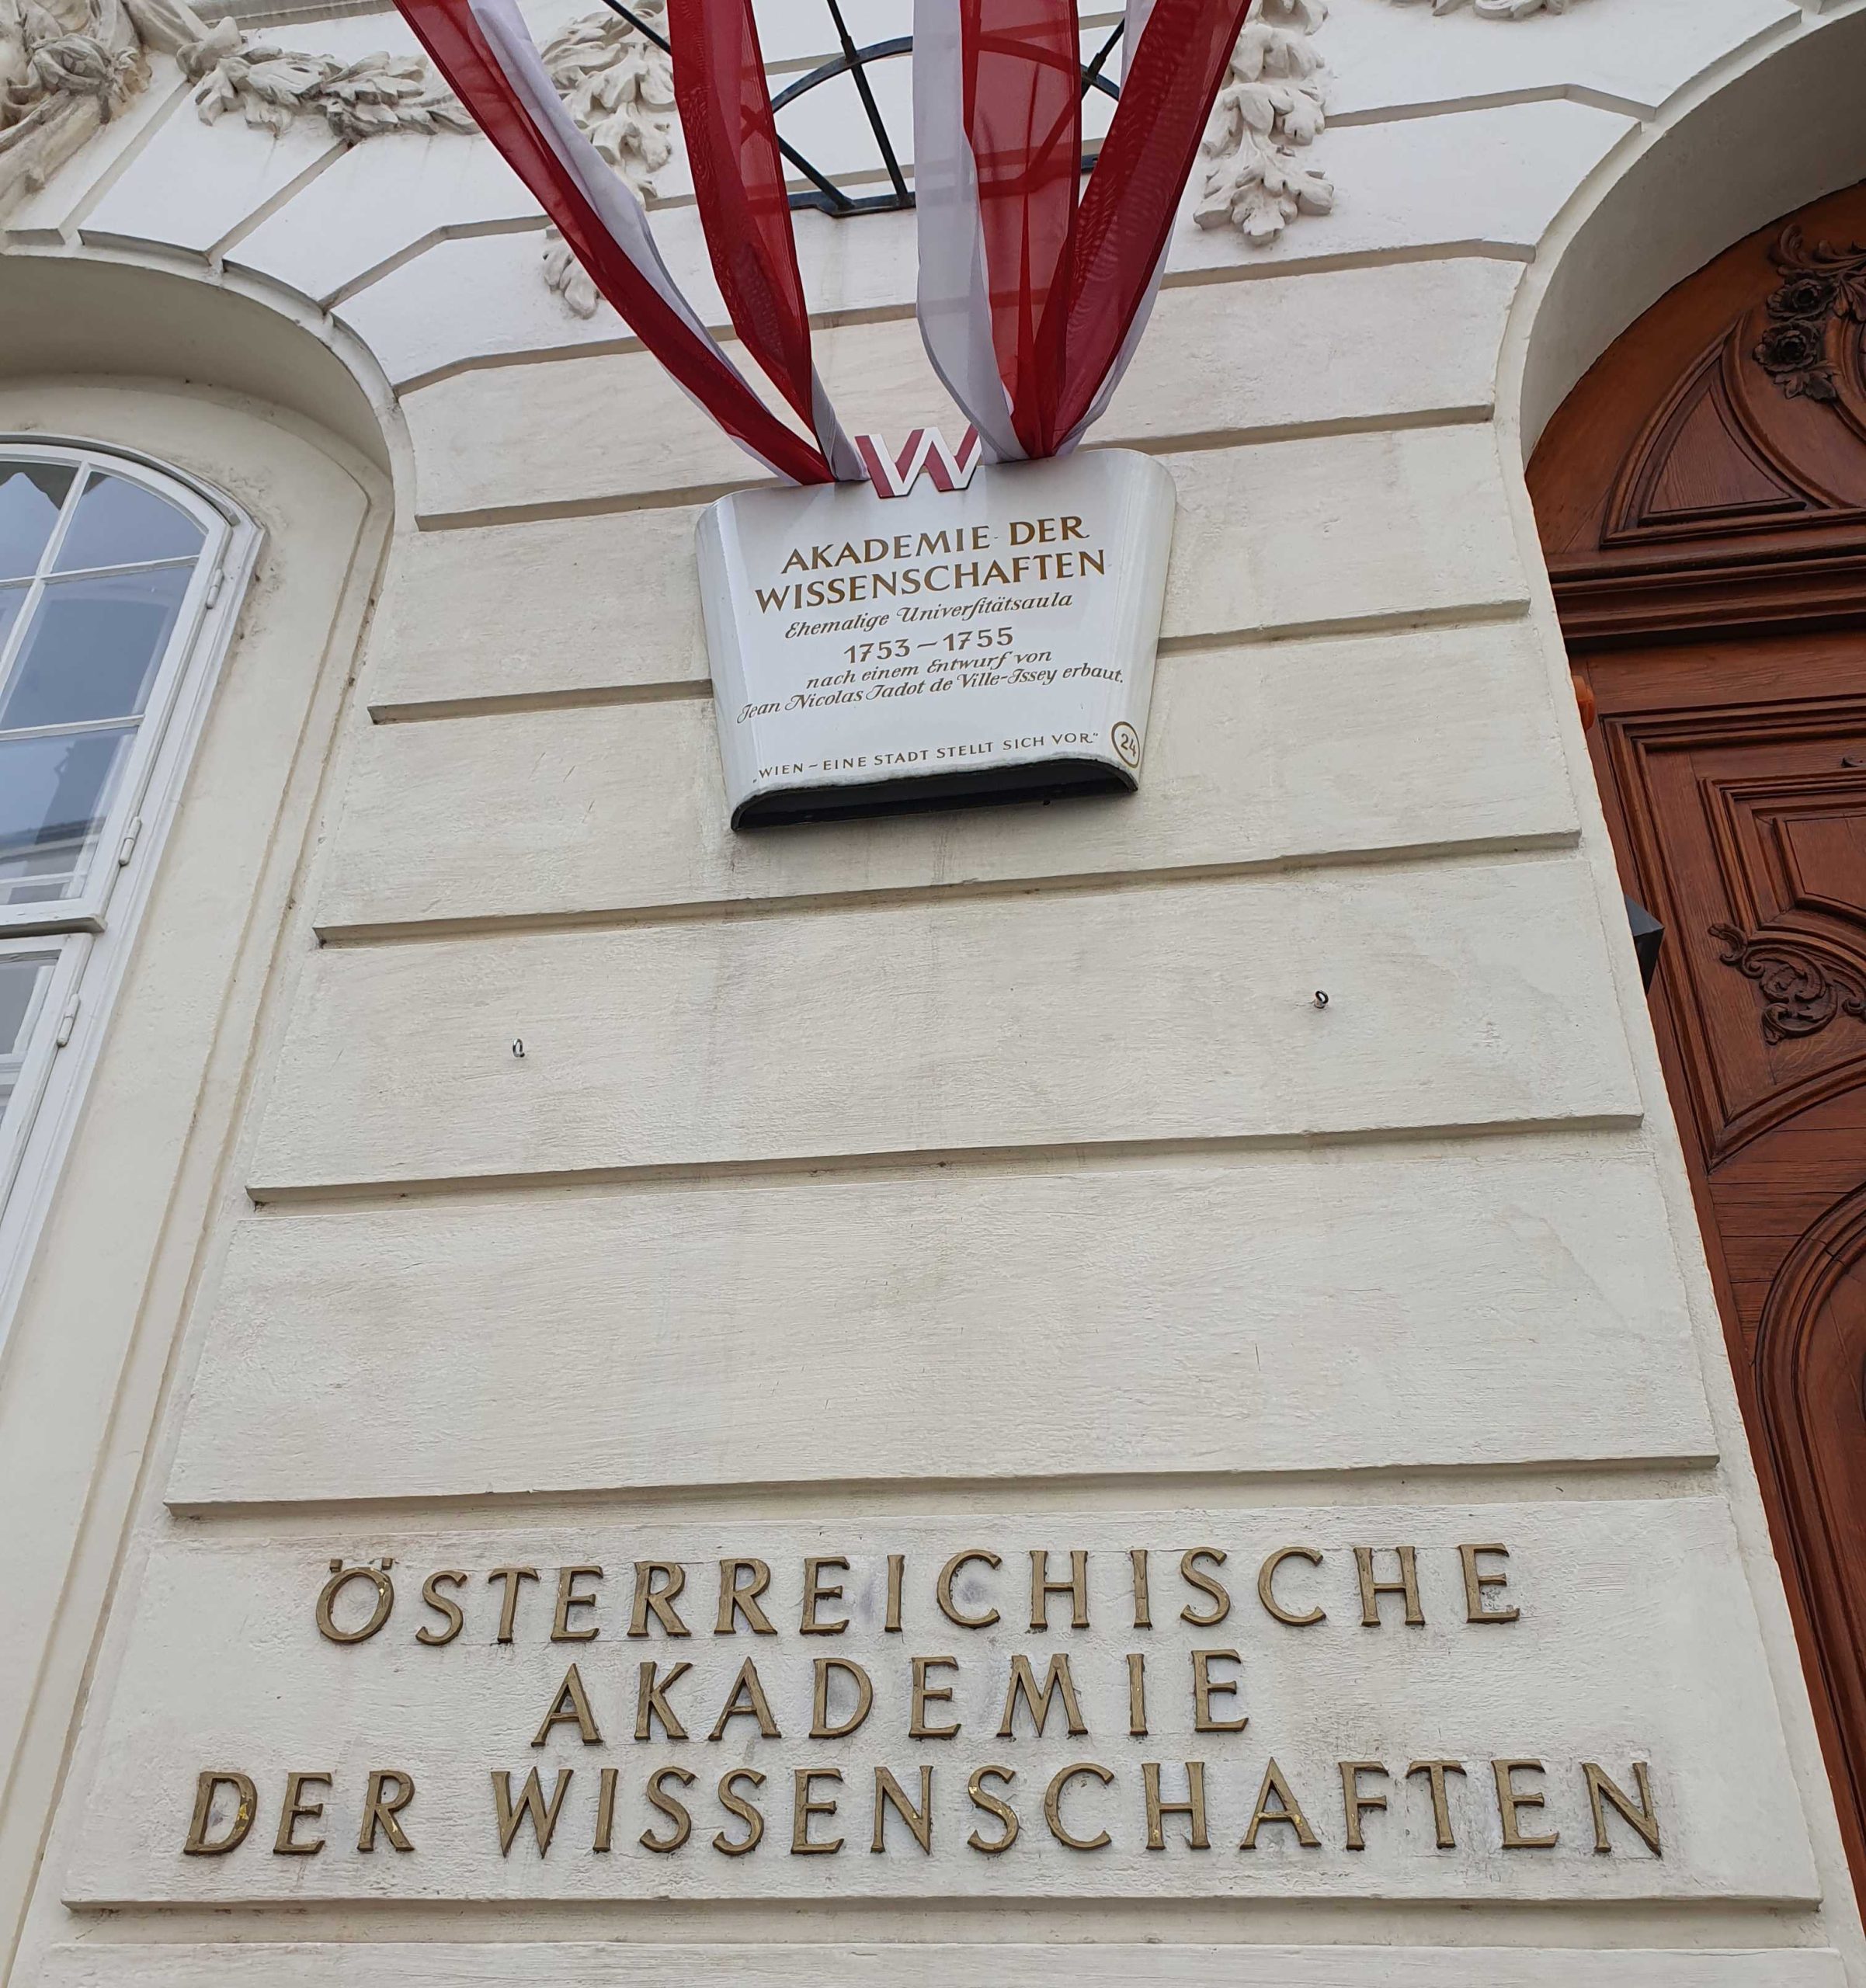 W
AKADEMIE DER
WISSENSCHAFTEN
Ehemalige Univerſitätsaula
1753–1755
nach einem Entwurf von
Jean Nicolas Jadot de Ville-Issey erbaut.
„WIEN – EINE STADT STELLT SICH VOR“
24
ÖSTERREICHISCHE
AKADEMIE
DER WISSENSCHAFTEN